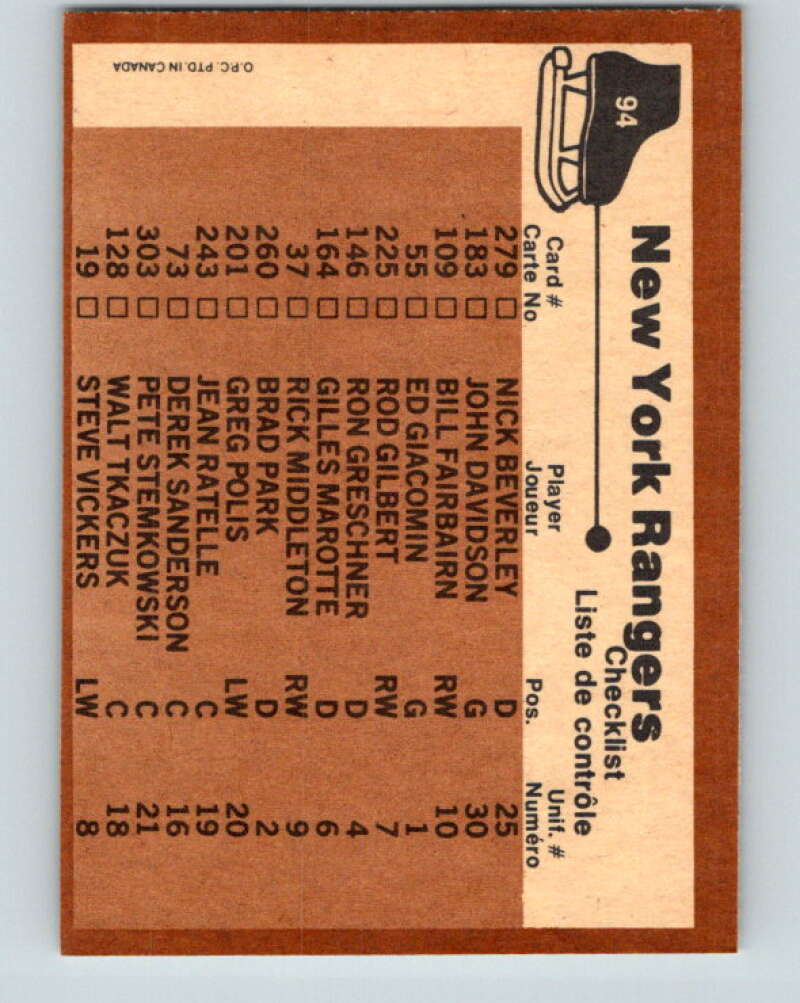 94
New York Rangers
Checklist
Liste de contrôle
Card # Player Pos. Unif. #
Carte No Joueur Numéro
279 □ NICK BEVERLEY D 25
183 □ JOHN DAVIDSON G 30
109 □ BILL FAIRBAIRN RW 10
55 □ ED GIACOMIN G 1
225 □ ROD GILBERT RW 7
146 □ RON GRESCHNER D 4
164 □ GILLES MAROTTE D 6
37 □ RICK MIDDLETON RW 9
260 □ BRAD PARK D 2
201 □ GREG POLIS LW 20
243 □ JEAN RATELLE C 19
73 □ DEREK SANDERSON C 16
303 □ PETE STEMKOWSKI C 21
128 □ WALT TKACZUK C 18
19 □ STEVE VICKERS LW 8
O.P.C. PTD. IN CANADA